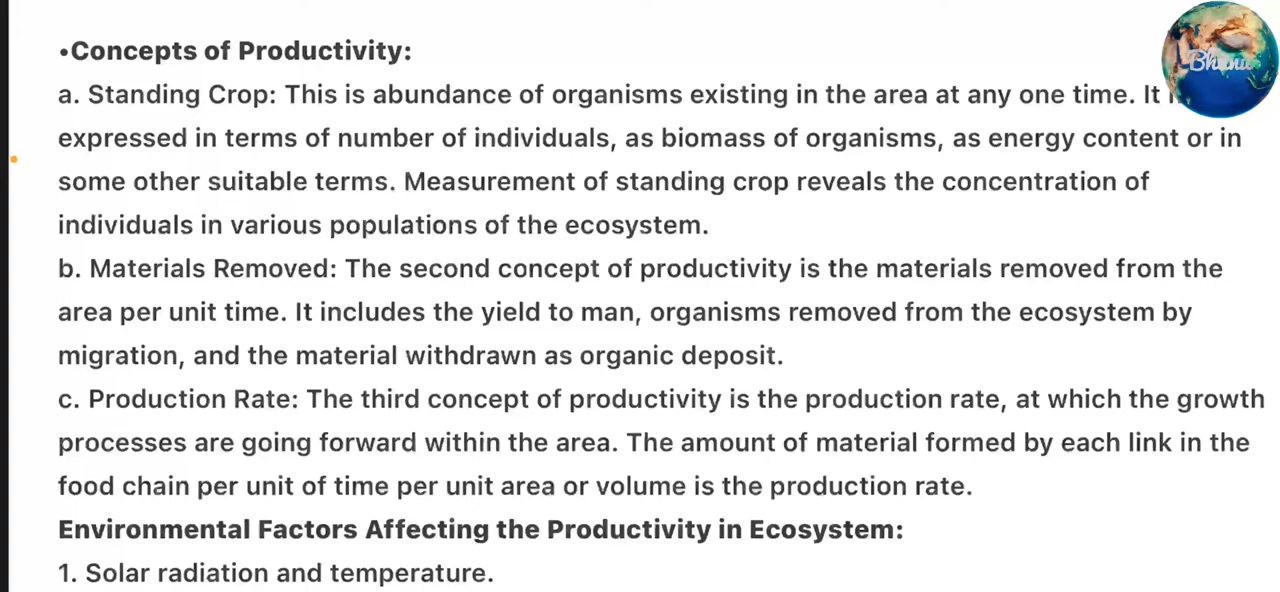 •Concepts of Productivity:
a. Standing Crop: This is abundance of organisms existing in the area at any one time. It
expressed in terms of number of individuals, as biomass of organisms, as energy content or in
some other suitable terms. Measurement of standing crop reveals the concentration of
individuals in various populations of the ecosystem.
b. Materials Removed: The second concept of productivity is the materials removed from the
area per unit time. It includes the yield to man, organisms removed from the ecosystem by
migration, and the material withdrawn as organic deposit.
c. Production Rate: The third concept of productivity is the production rate, at which the growth
processes are going forward within the area. The amount of material formed by each link in the
food chain per unit of time per unit area or volume is the production rate.
Environmental Factors Affecting the Productivity in Ecosystem:
1. Solar radiation and temperature.